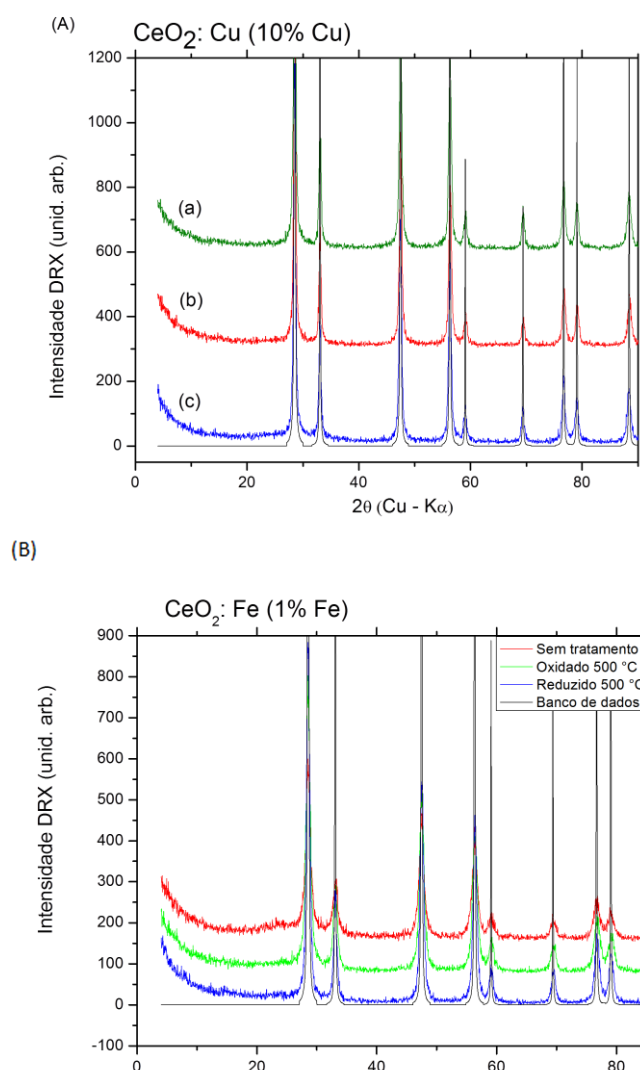 (A)
CeO₂: Cu (10% Cu)
Intensidade DRX (unid. arb.)
1200
1000
800
600
400
200
0
(a)
(b)
(c)
0 20 40 60 80
2θ (Cu - Kα)
(B)
CeO₂: Fe (1% Fe)
Intensidade DRX (unid. arb.)
900
800
700
600
500
400
300
200
100
0
-100
Sem tratamento
Oxidado 500 °C
Reduzido 500 °C
Banco de dados
0 20 40 60 80